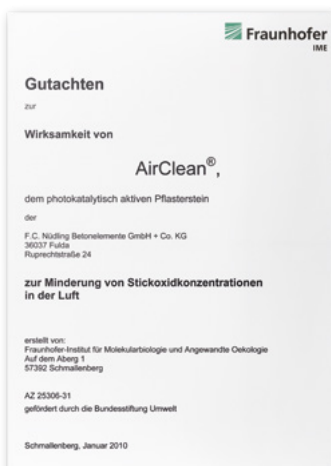 Fraunhofer
IME
Gutachten
zur
Wirksamkeit von
AirClean®,
dem photokatalytisch aktiven Pflasterstein
der
F.C. Nüdling Betonelemente GmbH + Co. KG
36037 Fulda
Ruprechtstraße 24
zur Minderung von Stickoxidkonzentrationen
in der Luft
erstellt von:
Fraunhofer-Institut für Molekularbiologie und Angewandte Oekologie
Auf dem Aberg 1
57392 Schmallenberg
AZ 25306-31
gefördert durch die Bundesstiftung Umwelt
Schmallenberg, Januar 2010